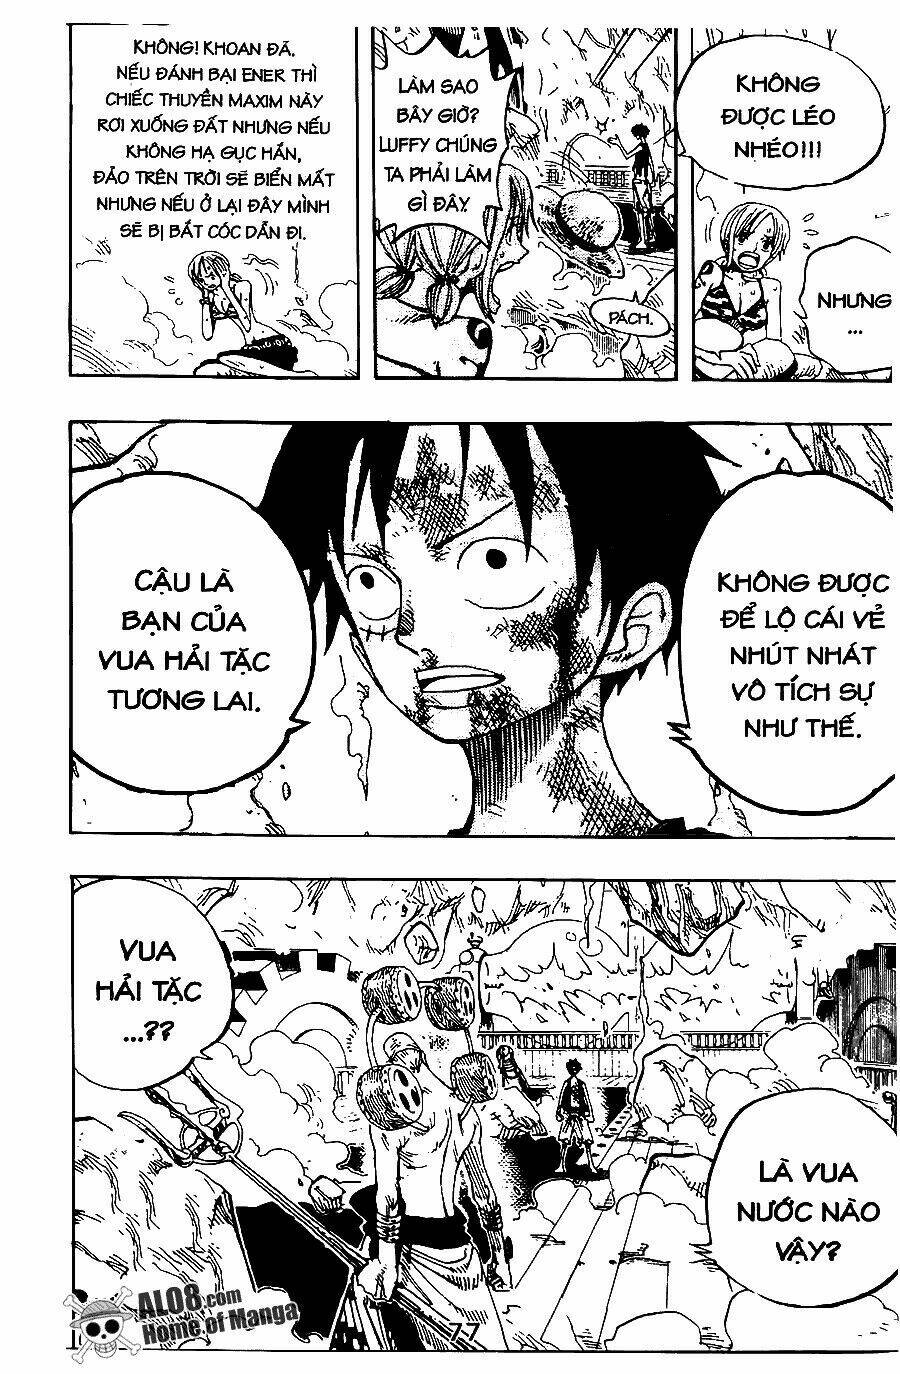 KHÔNG
ĐƯỢC LÉO
NHÉO!!!
NHƯNG
...
LÀM SAO
BÂY GIỜ?
LUFFY CHÚNG
TA PHẢI LÀM
GÌ ĐÂY.
PÁCH.
KHÔNG! KHOAN ĐÃ.
NẾU ĐÁNH BẠI ENER THÌ
CHIẾC THUYỀN MAXIM NÀY
RƠI XUỐNG ĐẤT NHƯNG NẾU
KHÔNG HẠ GỤC HẮN,
ĐẢO TRÊN TRỜI SẼ BIẾN MẤT
NHƯNG NẾU Ở LẠI ĐÂY MÌNH
SẼ BỊ BẮT CÓC DẪN ĐI.
KHÔNG ĐƯỢC
ĐỂ LỘ CÁI VẺ
NHÚT NHÁT
VÔ TÍCH SỰ
NHƯ THẾ.
CẬU LÀ
BẠN CỦA
VUA HẢI TẶC
TƯƠNG LAI.
VUA
HẢI TẶC
...??
LÀ VUA
NƯỚC NÀO
VẬY?
77
ALO8.com
Home of Manga